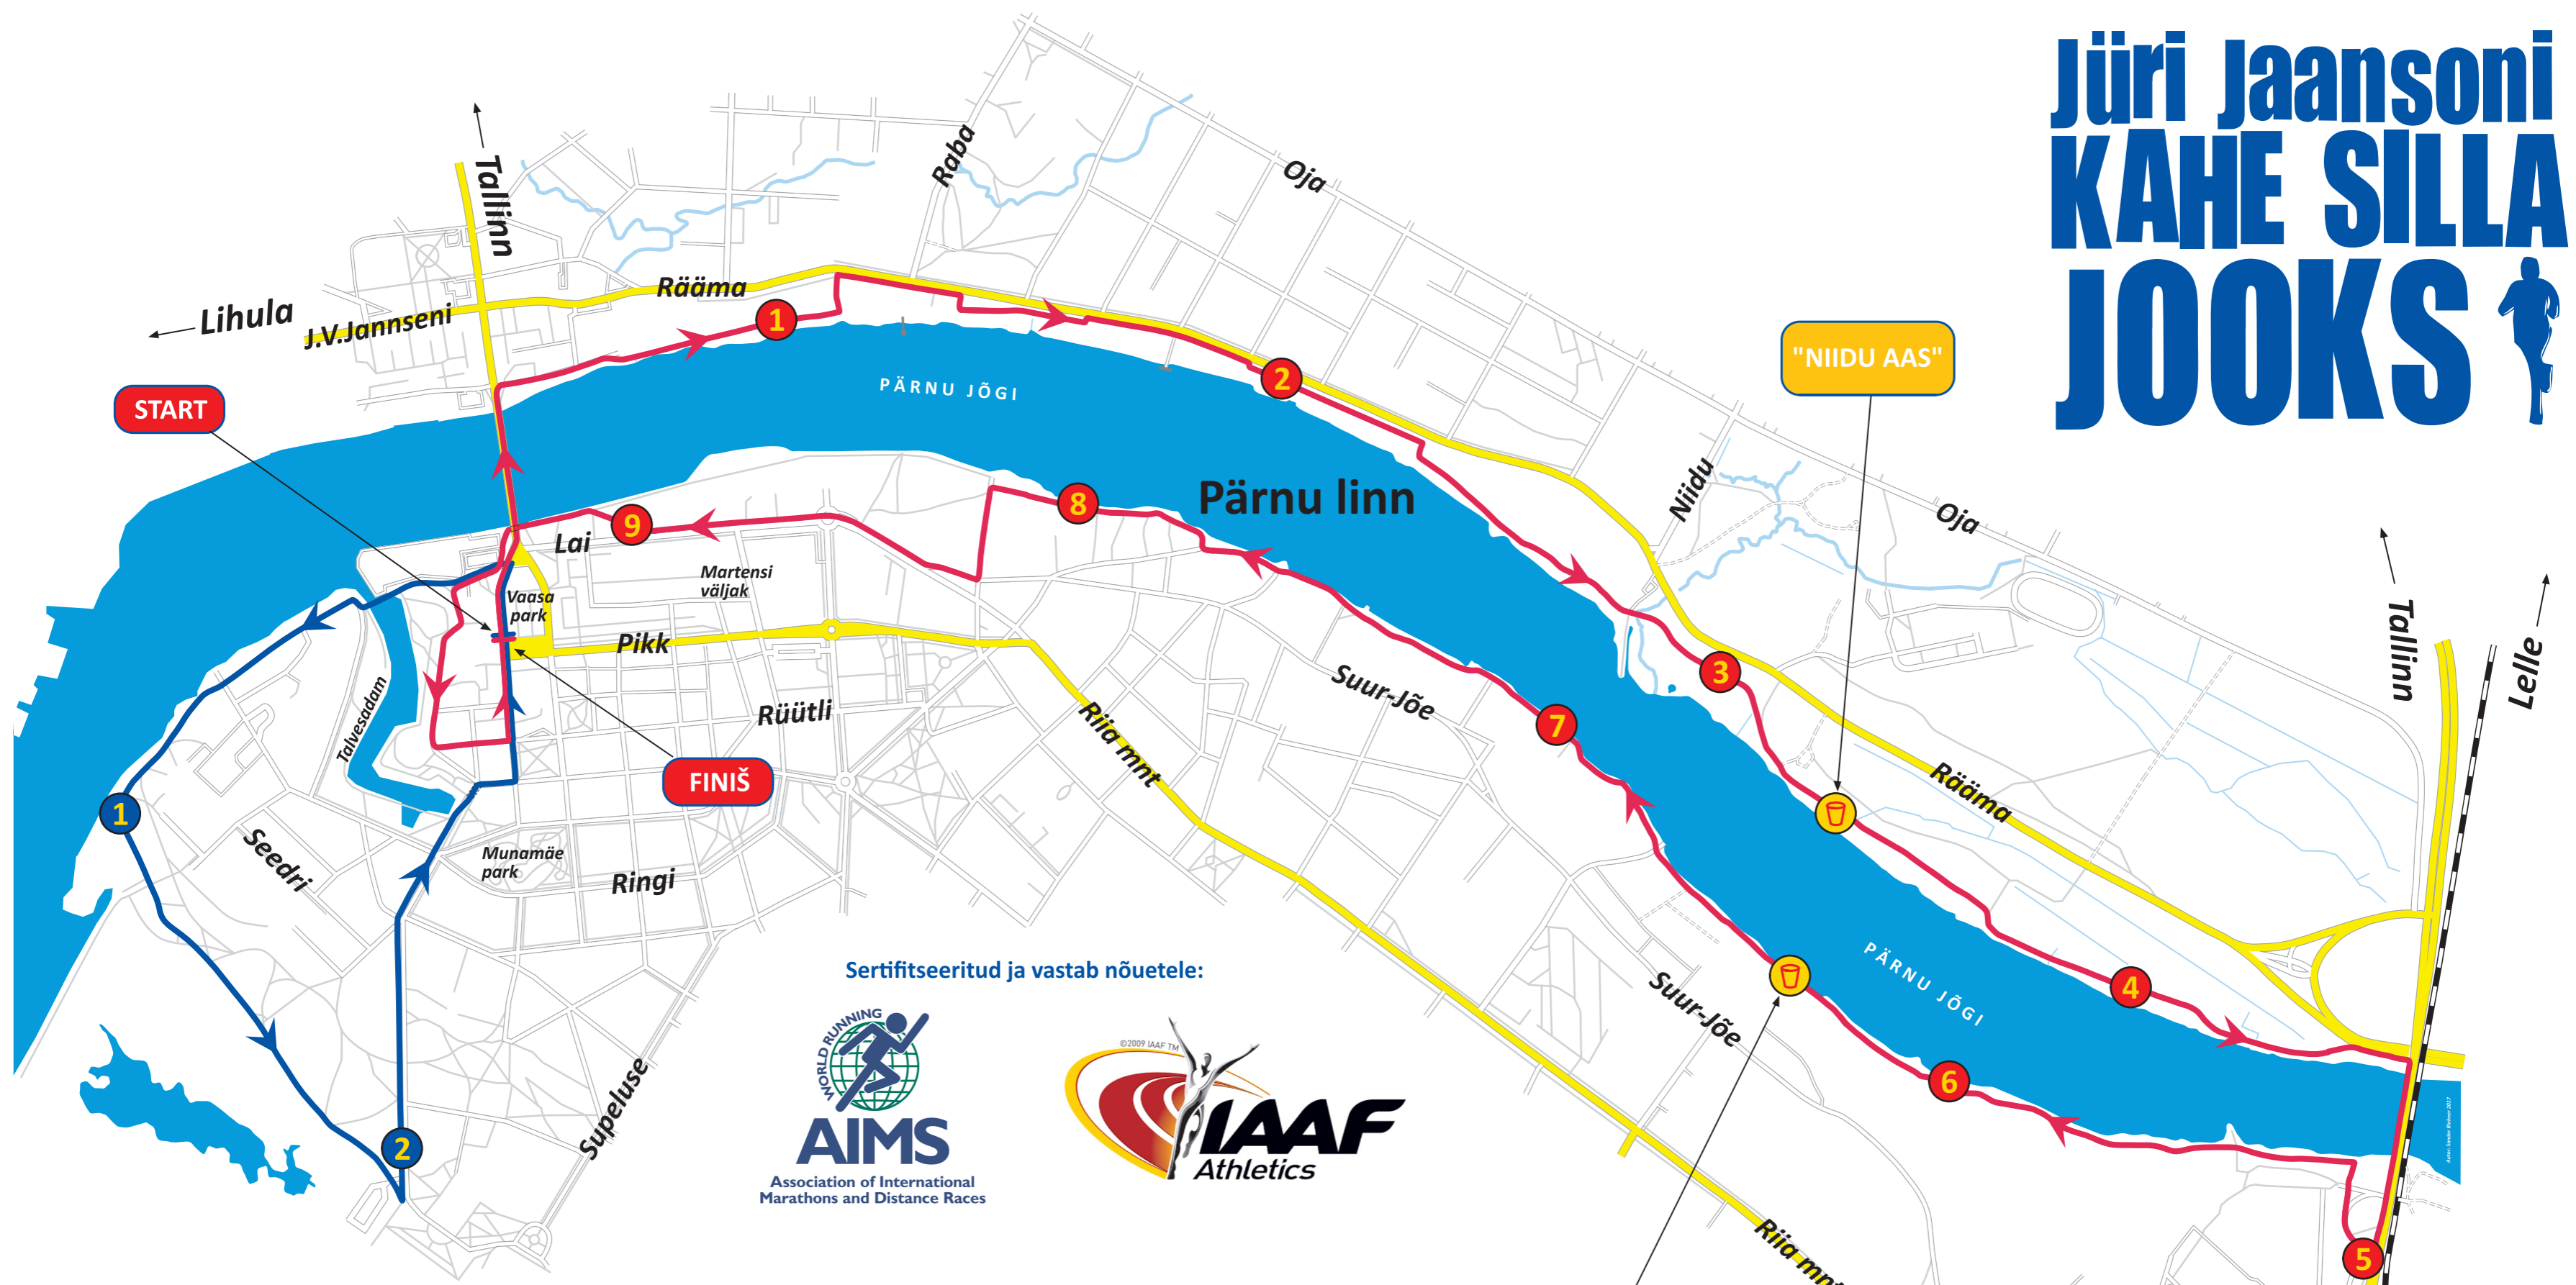 Jüri Jaansoni
KAHE SILLA
JOOKS
Tallinn
Raba
Oja
Lihula
J.V.Jannseni
Rääma
1
2
START
PÄRNU JÕGI
"NIIDU AAS"
Pärnu linn
Niidu
Oja
8
9
Lai
Martensi
väljak
Vaasa
park
Pikk
Tallinn
Lelle
3
Suur-Jõe
7
Talvesadam
Rüütli
Riia mnt
FINIŠ
Rääma
1
Seedri
Munamäe
park
Ringi
Sertifitseeritud ja vastab nõuetele:
PÄRNU JÕGI
4
Suur-Jõe
6
WORLD RUNNING
AIMS
Association of International
Marathons and Distance Races
©2009 IAAF TM
IAAF
Athletics
Supeluse
2
Riia mnt
5